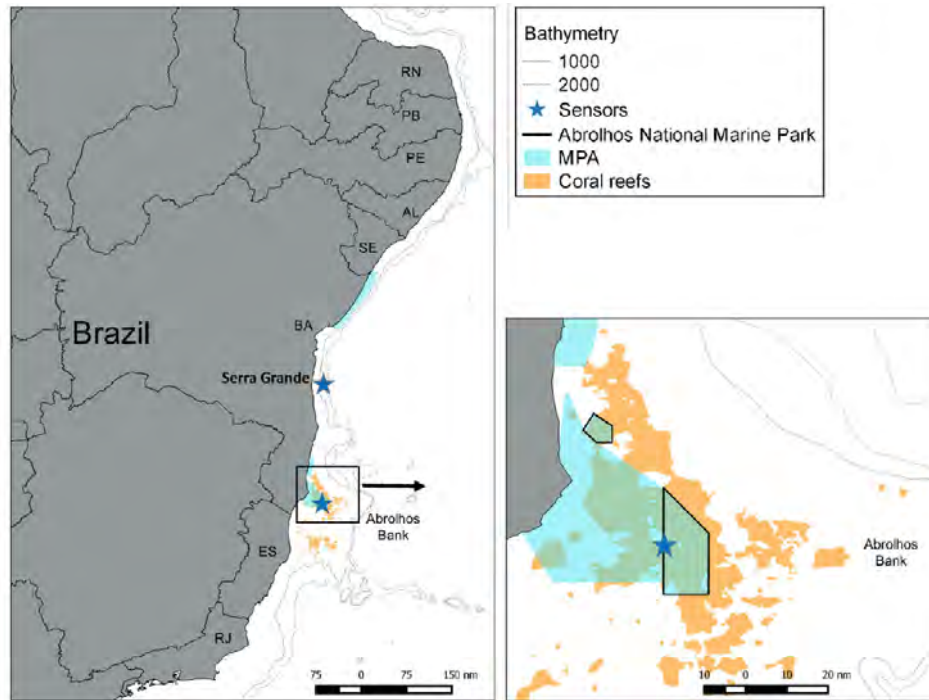 RN
PB
PE
AL
SE
BA
Brazil
Serra Grande
Abrolhos
Bank
ES
RJ
75 0 75 150 nm
Bathymetry
1000
2000
Sensors
Abrolhos National Marine Park
MPA
Coral reefs
Abrolhos
Bank
10 0 10 20 nm